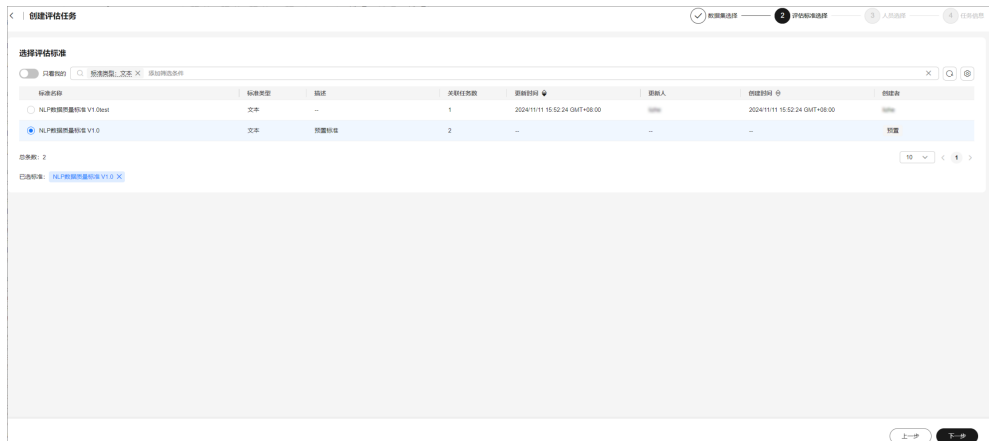 创建评估任务
数据集选择 2 评估标准选择 3 人员选择 4 任务信息
选择评估标准
只看我的 标准类型: 文本 添加筛选条件
标准名称 标准类型 描述 关联任务数 更新时间 更新人 创建时间 创建者
NLP数据质量标准 V1.0test 文本 -- 1 2024/11/11 15:52:24 GMT+08:00 2024/11/11 15:52:24 GMT+08:00
NLP数据质量标准 V1.0 文本 预置标准 2 -- -- -- 预置
总条数: 2 10 1
已选标准: NLP数据质量标准 V1.0
上一步 下一步